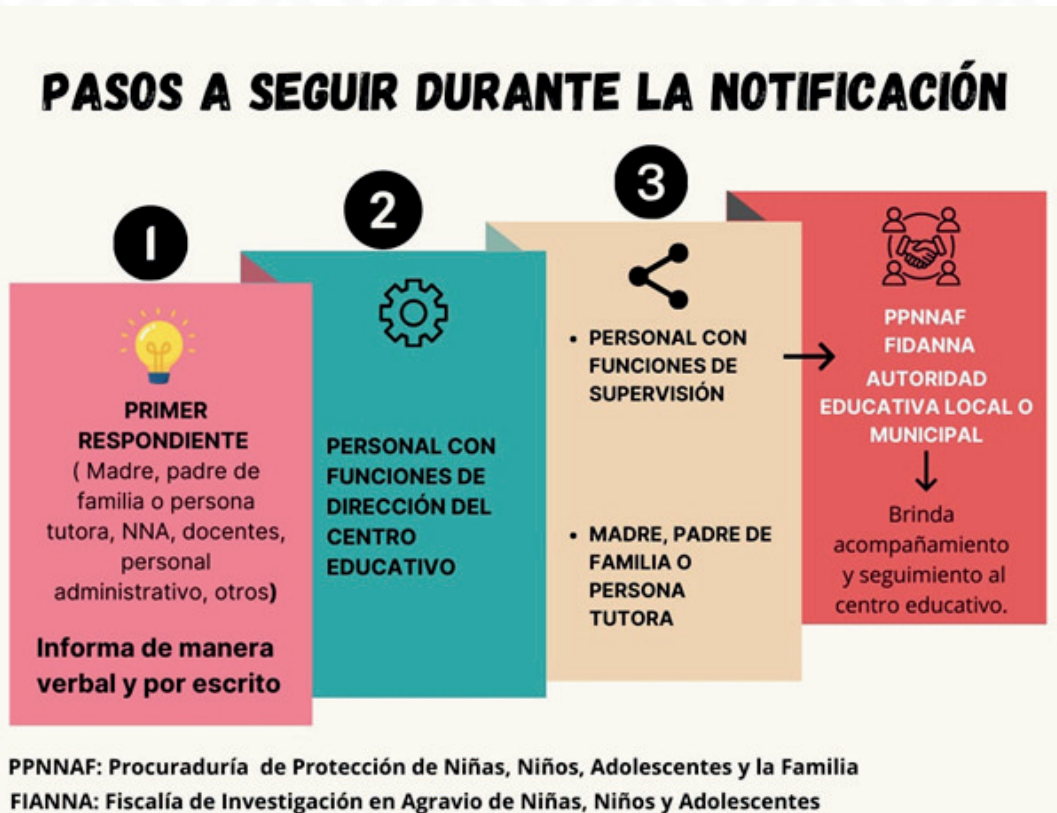 PASOS A SEGUIR DURANTE LA NOTIFICACIÓN
1
PRIMER
RESPONDIENTE
( Madre, padre de
familia o persona
tutora, NNA, docentes,
personal
administrativo, otros)
Informa de manera
verbal y por escrito
2
PERSONAL CON
FUNCIONES DE
DIRECCIÓN DEL
CENTRO
EDUCATIVO
3
• PERSONAL CON
FUNCIONES DE
SUPERVISIÓN
• MADRE, PADRE DE
FAMILIA O
PERSONA
TUTORA
PPNNAF
FIDANNA
AUTORIDAD
EDUCATIVA LOCAL O
MUNICIPAL
Brinda
acompañamiento
y seguimiento al
centro educativo.
PPNNAF: Procuraduría de Protección de Niñas, Niños, Adolescentes y la Familia
FIANNA: Fiscalía de Investigación en Agravio de Niñas, Niños y Adolescentes